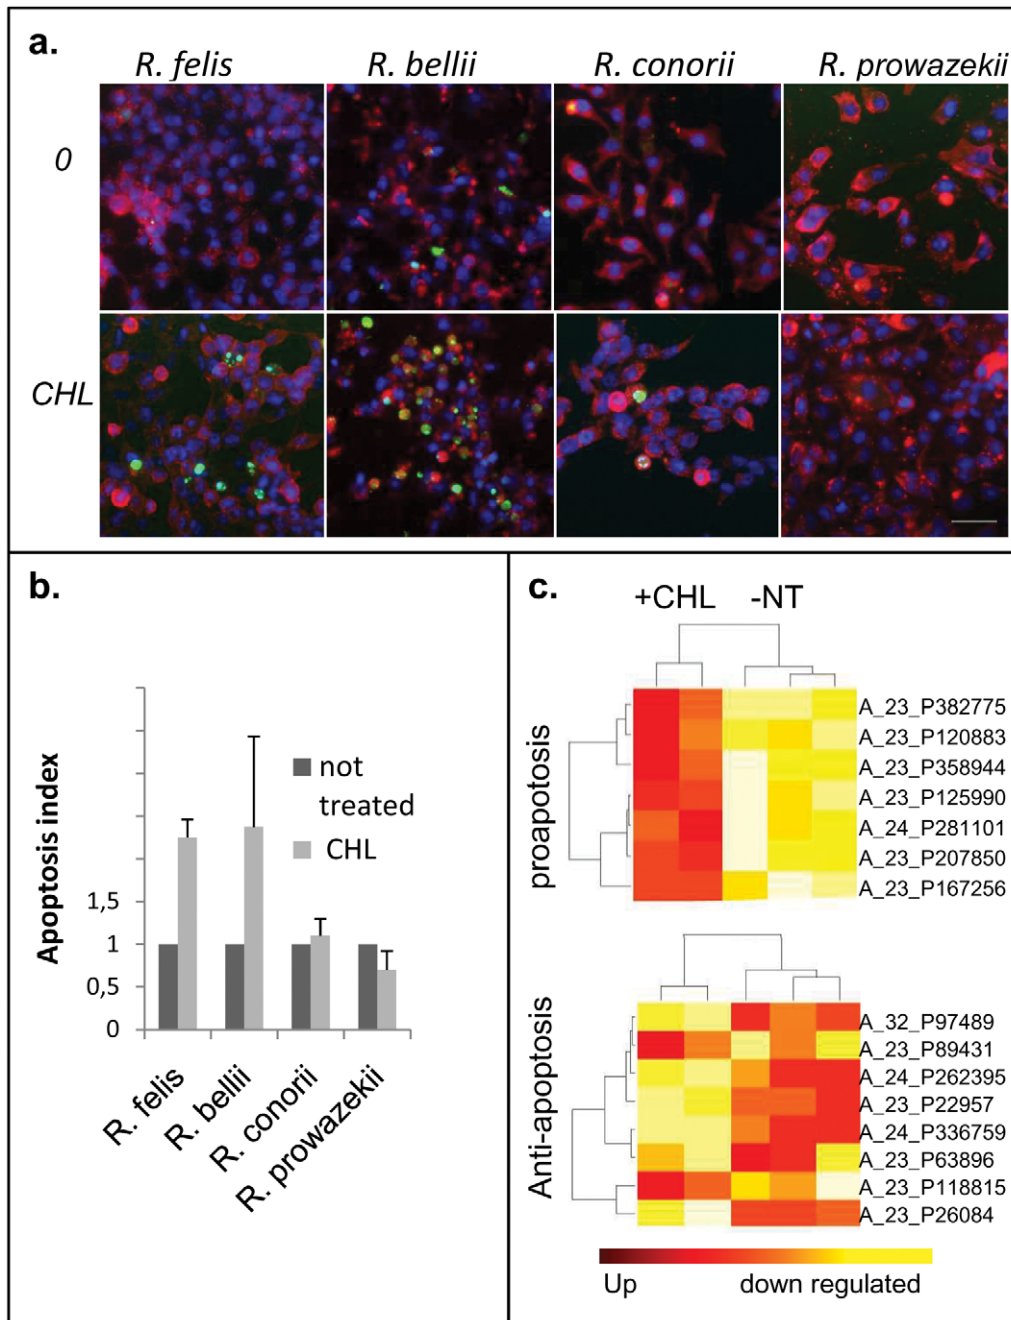 a.
R. felis
R. bellii
R. conorii
R. prowazekii
0
CHL
b.
Apoptosis index
1,5
1
0,5
0
not
treated
CHL
R. felis
R. bellii
R. conorii
R. prowazekii
c.
+CHL
-NT
proapotosis
A_23_P382775
A_23_P120883
A_23_P358944
A_23_P125990
A_24_P281101
A_23_P207850
A_23_P167256
Anti-apoptosis
A_32_P97489
A_23_P89431
A_24_P262395
A_23_P22957
A_24_P336759
A_23_P63896
A_23_P118815
A_23_P26084
Up
down regulated